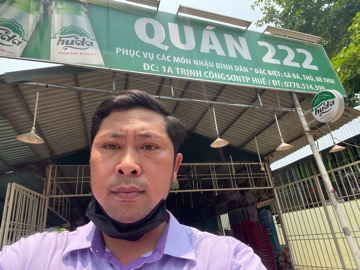 Huda
Huda
QUÁN 222
PHỤC VỤ CÁC MÓN NHẬU BÌNH DÂN * ĐẶC BIỆT: GÀ ĐÁ, THỎ, BÊ THUI
ĐC: 1A TRỊNH CÔNG SƠN TP HUẾ / ĐT: 0778.514.395
Huda